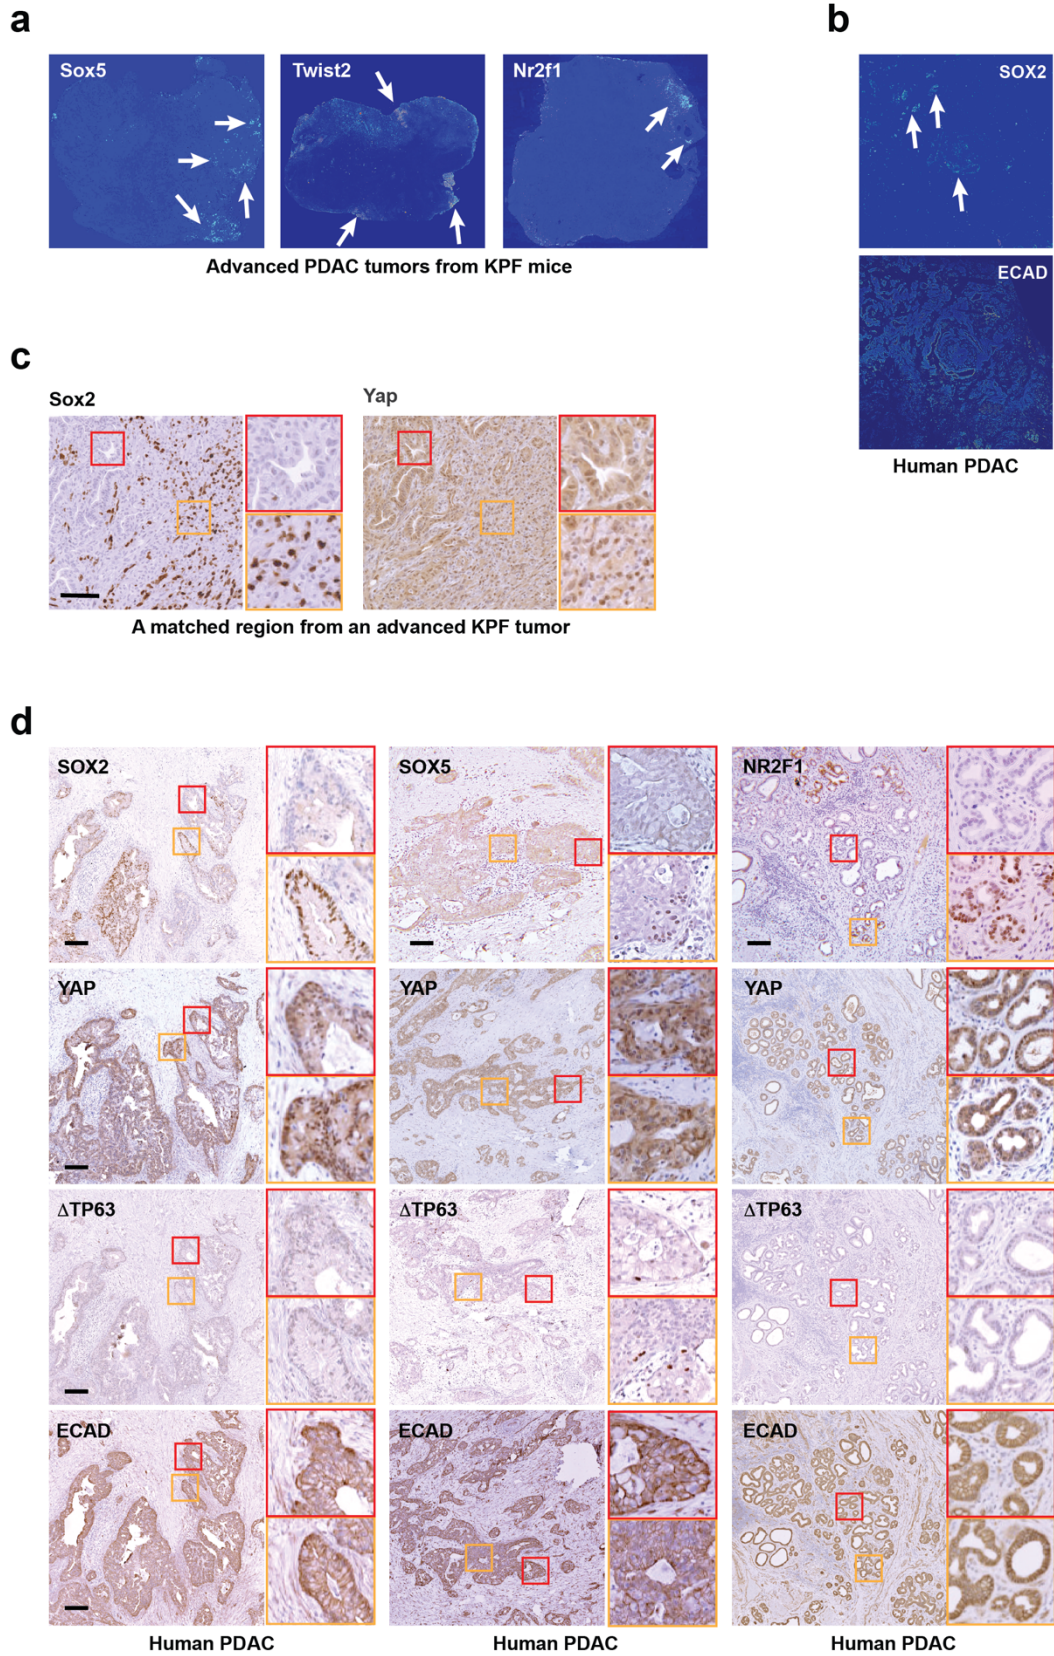 a
b
Sox5
Twist2
Nr2f1
SOX2
Advanced PDAC tumors from KPF mice
ECAD
Human PDAC
c
Sox2
Yap
A matched region from an advanced KPF tumor
d
SOX2
SOX5
NR2F1
YAP
YAP
YAP
ΔTP63
ΔTP63
ΔTP63
ECAD
ECAD
ECAD
Human PDAC
Human PDAC
Human PDAC